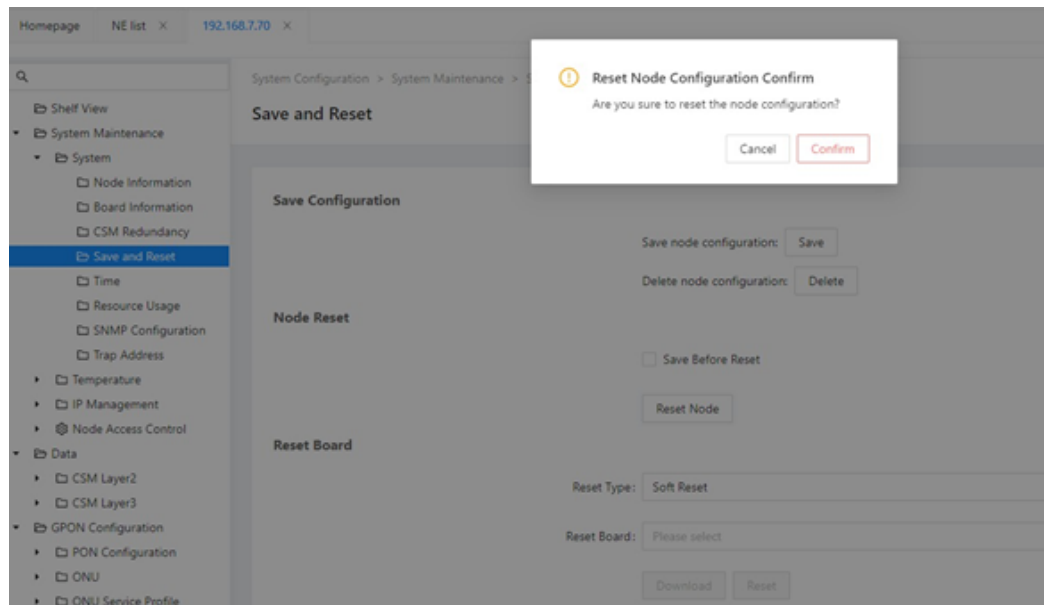 Homepage NE list × 192.168.7.70 ×
System Configuration > System Maintenance >
Save and Reset
Reset Node Configuration Confirm
Are you sure to reset the node configuration?
Cancel Confirm
Shelf View
System Maintenance
System
Node Information
Board Information
CSM Redundancy
Save and Reset
Time
Resource Usage
SNMP Configuration
Trap Address
Temperature
IP Management
Node Access Control
Data
CSM Layer2
CSM Layer3
GPON Configuration
PON Configuration
ONU
ONU Service Profile
Save Configuration
Save node configuration: Save
Delete node configuration: Delete
Node Reset
Save Before Reset
Reset Node
Reset Board
Reset Type: Soft Reset
Reset Board: Please select
Download Reset